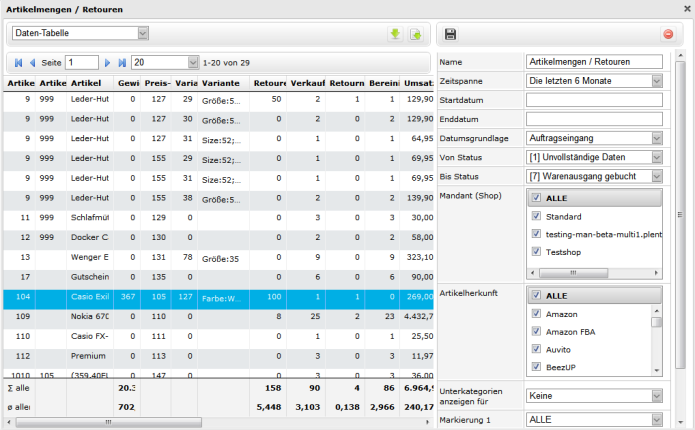 Artikelmengen / Retouren
Daten-Tabelle
Seite 1 20 1-20 von 29
Artike Artike Artikel Gewi Preis- Varia Variante Retour Verkauf Retourn Bereini Umsat
9 999 Leder-Hut 0 127 29 Größe:5... 50 2 1 1 129,90
9 999 Leder-Hut 0 127 30 Größe:5... 0 2 0 2 129,90
9 999 Leder-Hut 0 127 31 Size:52;... 0 1 0 1 64,95
9 999 Leder-Hut 0 155 29 Size:52;... 0 1 0 1 69,95
9 999 Leder-Hut 0 155 31 Size:52;... 0 1 0 1 69,95
9 999 Leder-Hut 0 155 38 Größe:5... 0 2 0 2 139,90
11 999 Schlafmüt 0 129 0 0 3 0 3 30,00
12 999 Docker C 0 130 0 0 2 0 2 58,00
13 Wenger E 0 131 78 Größe:35 0 9 0 9 323,10
17 Gutschein 0 135 0 0 6 0 6 90,00
104 Casio Exil 367 105 127 Farbe:W... 100 1 1 0 269,00
109 Nokia 670 0 110 0 8 25 2 23 4.432,7
110 Casio FX- 0 111 0 0 1 0 1 25,50
112 Premium 0 113 0 0 3 0 3 11,97
1010 105 (359,40EU 0 147 0 0 3 0 3 36,00
Σ alle 20.3 158 90 4 86 6.964,9
ø alle 702, 5,448 3,103 0,138 2,966 240,17
Name Artikelmengen / Retouren
Zeitspanne Die letzten 6 Monate
Startdatum
Enddatum
Datumsgrundlage Auftragseingang
Von Status [1] Unvollständige Daten
Bis Status [7] Warenausgang gebucht
Mandant (Shop) ALLE
Standard
testing-man-beta-multi1.plent
Testshop
Artikelherkunft ALLE
Amazon
Amazon FBA
Auvito
BeezUP
Unterkategorien
anzeigen für Keine
Markierung 1 ALLE